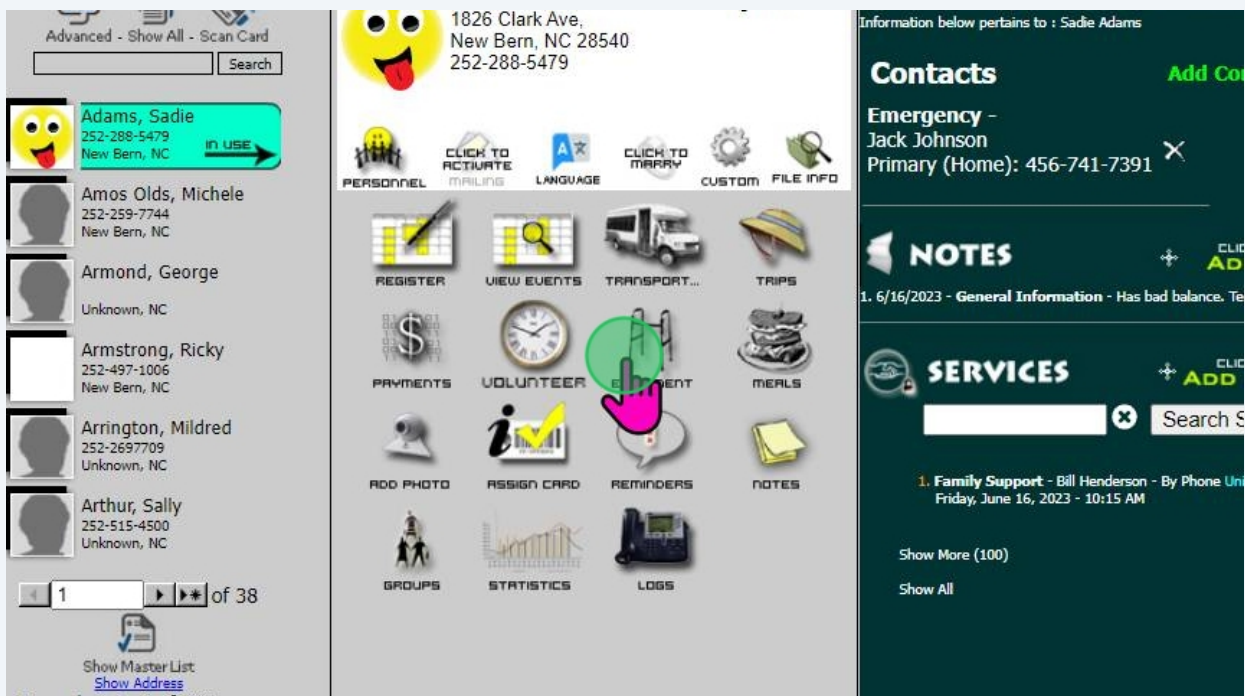 Advanced - Show All - Scan Card
Search
Adams, Sadie
252-288-5479
New Bern, NC
IN USE
Amos Olds, Michele
252-259-7744
New Bern, NC
Armond, George
Unknown, NC
Armstrong, Ricky
252-497-1006
New Bern, NC
Arrington, Mildred
252-2697709
Unknown, NC
Arthur, Sally
252-515-4500
Unknown, NC
1
of 38
Show Master List
Show Address
1826 Clark Ave,
New Bern, NC 28540
252-288-5479
PERSONNEL
CLICK TO
ACTIVATE
MAILING
LANGUAGE
CLICK TO
MARRY
CUSTOM
FILE INFO
REGISTER
VIEW EVENTS
TRANSPORT...
TRIPS
PAYMENTS
VOLUNTEER
MEALS
ADD PHOTO
ASSIGN CARD
REMINDERS
NOTES
GROUPS
STATISTICS
LOGS
Information below pertains to : Sadie Adams
Contacts
Add
Emergency -
Jack Johnson
Primary (Home): 456-741-7391
NOTES
1. 6/16/2023 - General Information - Has bad balance.
SERVICES
ADD
Search
1. Family Support - Bill Henderson - By Phone
Friday, June 16, 2023 - 10:15 AM
Show More (100)
Show All